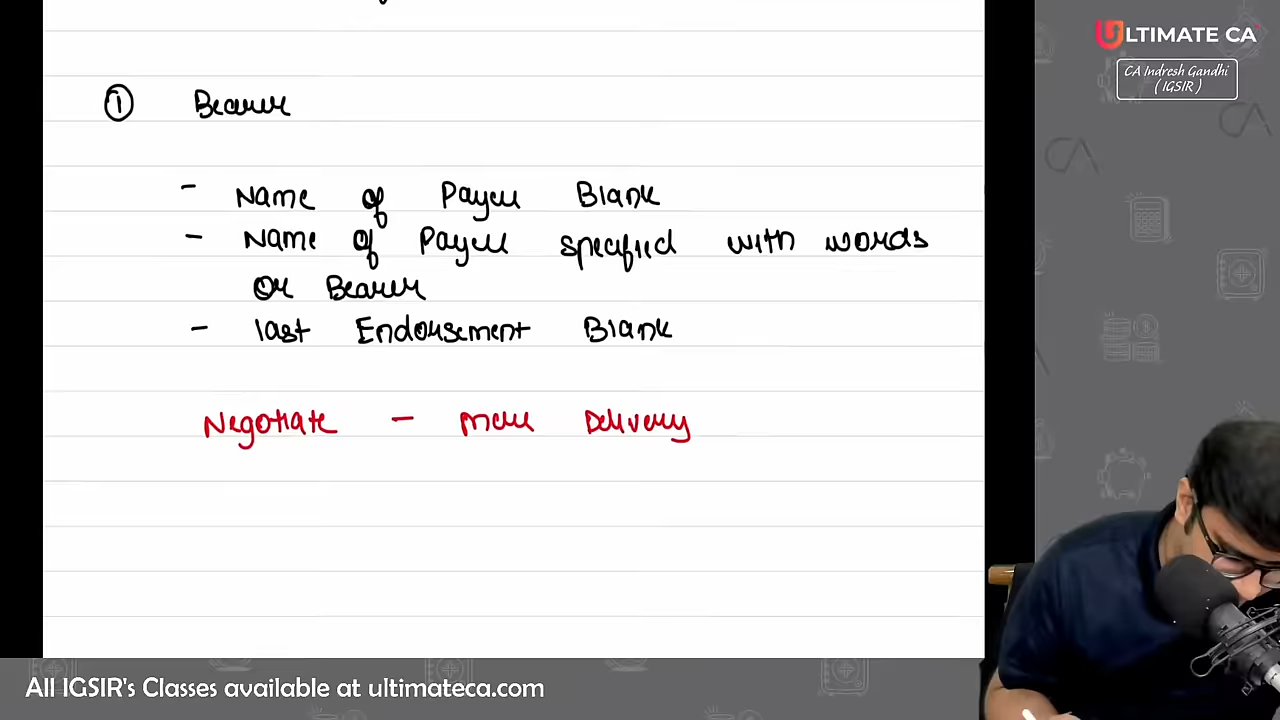 ULTIMATE CA
CA Indresh Gandhi
( IGSIR )
① Bearer
- Name of Payee Blank
- Name of Payee specified with words
or Bearer
- last Endorsement Blank
Negotiate - mere Delivery
All IGSIR's Classes available at ultimateca.com